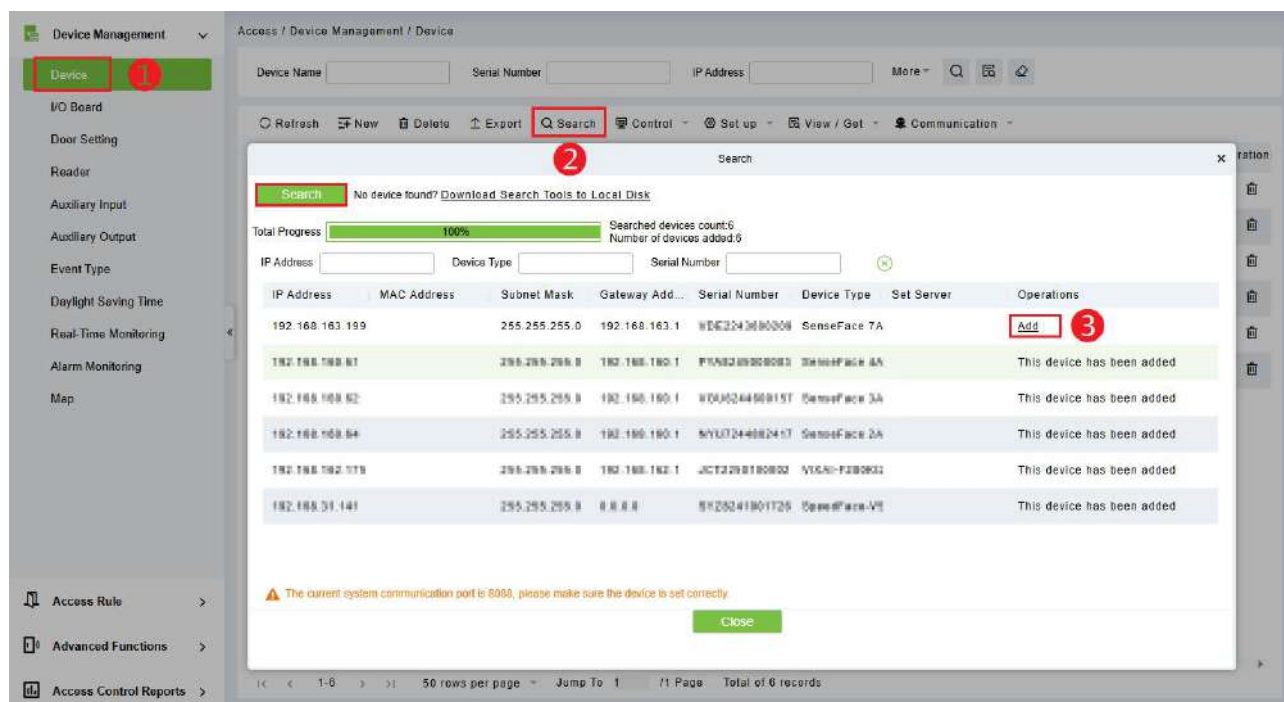 Device Management
Access / Device Management / Device
Device
1
Device Name
Serial Number
IP Address
More
I/O Board
Refresh
New
Delete
Export
Search
Control
Set up
View / Get
Communication
Door Setting
2
Search
ration
Reader
Search
No device found? Download Search Tools to Local Disk
Auxiliary Input
Total Progress
100%
Searched devices count:6
Number of devices added:6
Auxiliary Output
IP Address
Device Type
Serial Number
Event Type
IP Address MAC Address Subnet Mask Gateway Add... Serial Number Device Type Set Server Operations
Daylight Saving Time
192.168.163.199 255.255.255.0 192.168.163.1 SenseFace 7A Add
3
Real-Time Monitoring
This device has been added
Alarm Monitoring
This device has been added
Map
This device has been added
This device has been added
This device has been added
The current system communication port is 8088, please make sure the device is set correctly.
Close
Access Rule
Advanced Functions
Access Control Reports
1-6
50 rows per page
Jump To 1 /1 Page
Total of 6 records